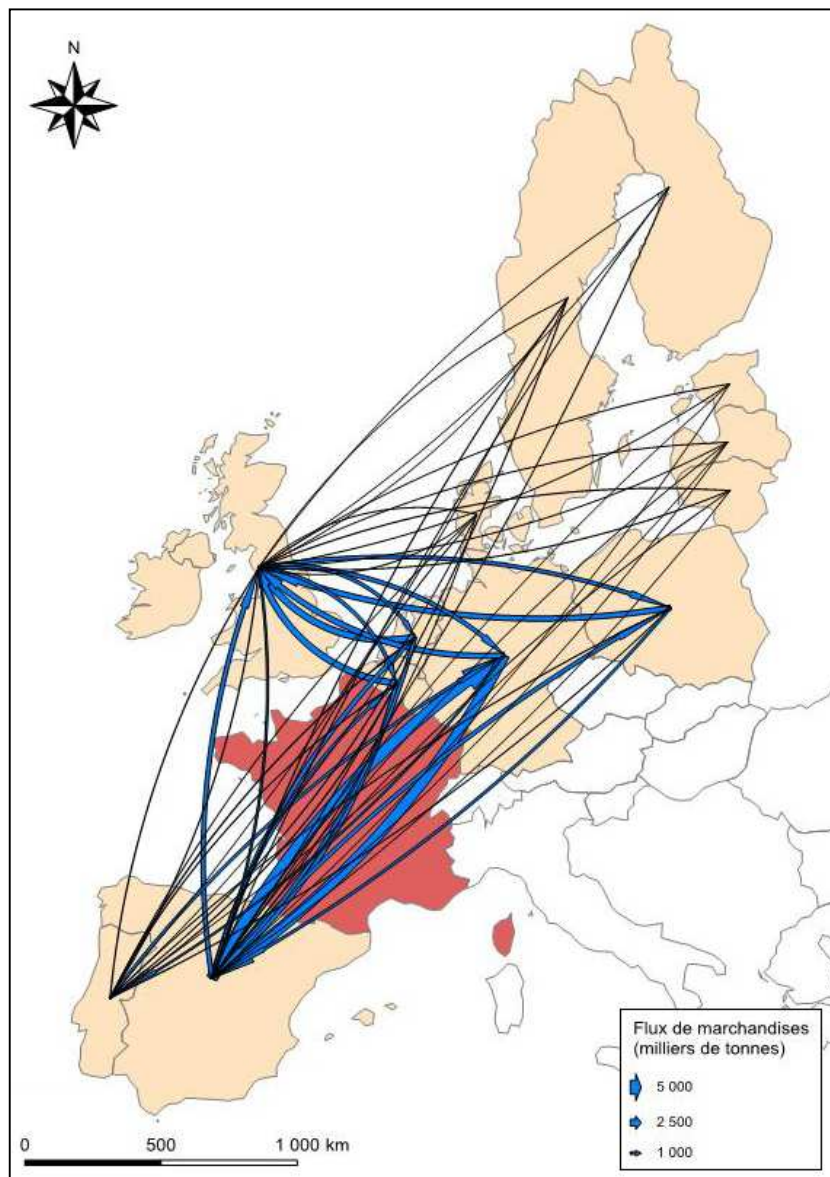 N
Flux de marchandises
(milliers de tonnes)
5 000
2 500
1 000
0 500 1 000 km